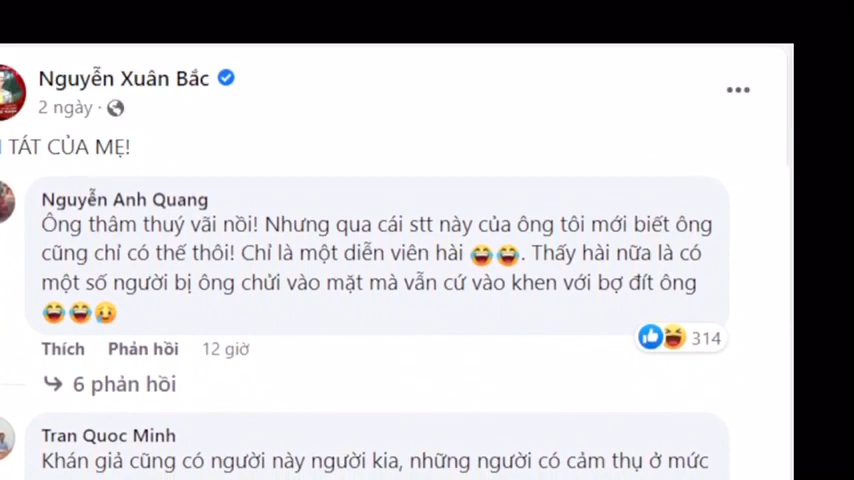 Nguyễn Xuân Bắc
2 ngày
TÁT CỦA MẸ!
Nguyễn Anh Quang
Ông thâm thuý vãi nồi! Nhưng qua cái stt này của ông tôi mới biết ông
cũng chỉ có thế thôi! Chỉ là một diễn viên hài 😂😂. Thấy hài nữa là có
một số người bị ông chửi vào mặt mà vẫn cứ vào khen với bợ đít ông
😂😂🥲
Thích Phản hồi 12 giờ
314
6 phản hồi
Tran Quoc Minh
Khán giả cũng có người này người kia, những người có cảm thụ ở mức